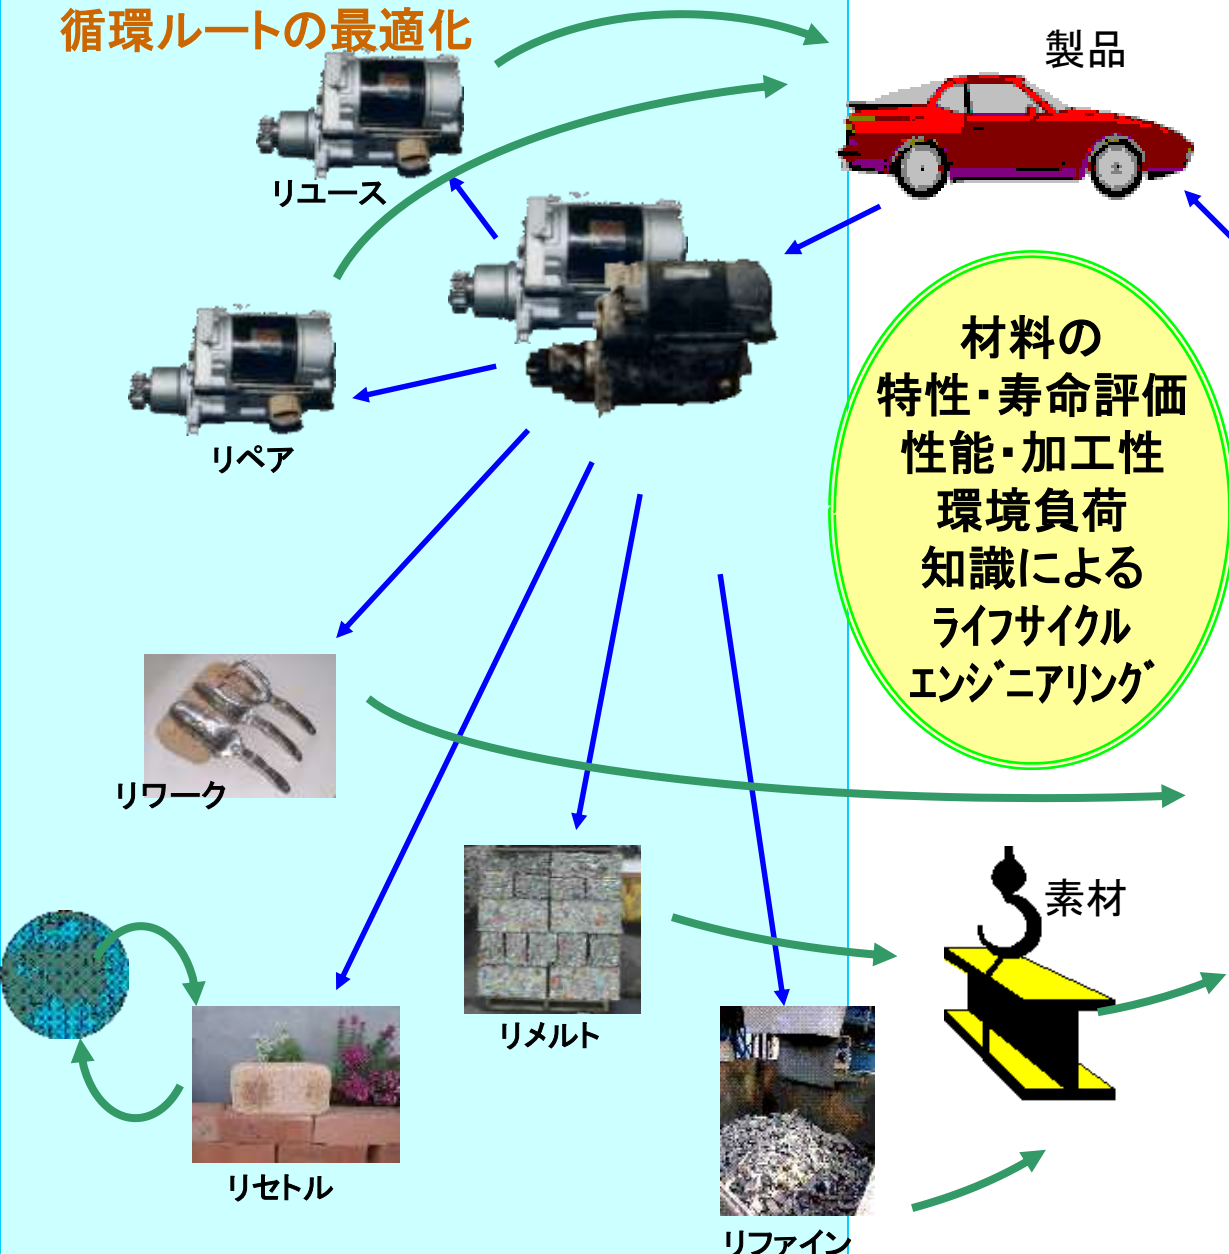 循環ルートの最適化
製品
リユース
リペア
材料の
特性・寿命評価
性能・加工性
環境負荷
知識による
ライフサイクル
エンジニアリング
リワーク
素材
リメルト
リセトル
リファイン